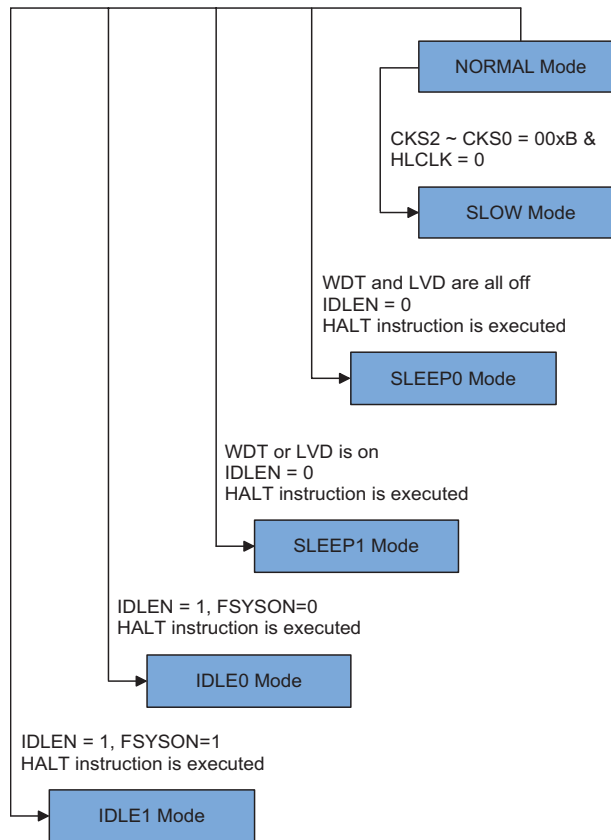 NORMAL Mode
CKS2 ~ CKS0 = 00xB &
HLCLK = 0
SLOW Mode
WDT and LVD are all off
IDLEN = 0
HALT instruction is executed
SLEEP0 Mode
WDT or LVD is on
IDLEN = 0
HALT instruction is executed
SLEEP1 Mode
IDLEN = 1, FSYSON=0
HALT instruction is executed
IDLE0 Mode
IDLEN = 1, FSYSON=1
HALT instruction is executed
IDLE1 Mode